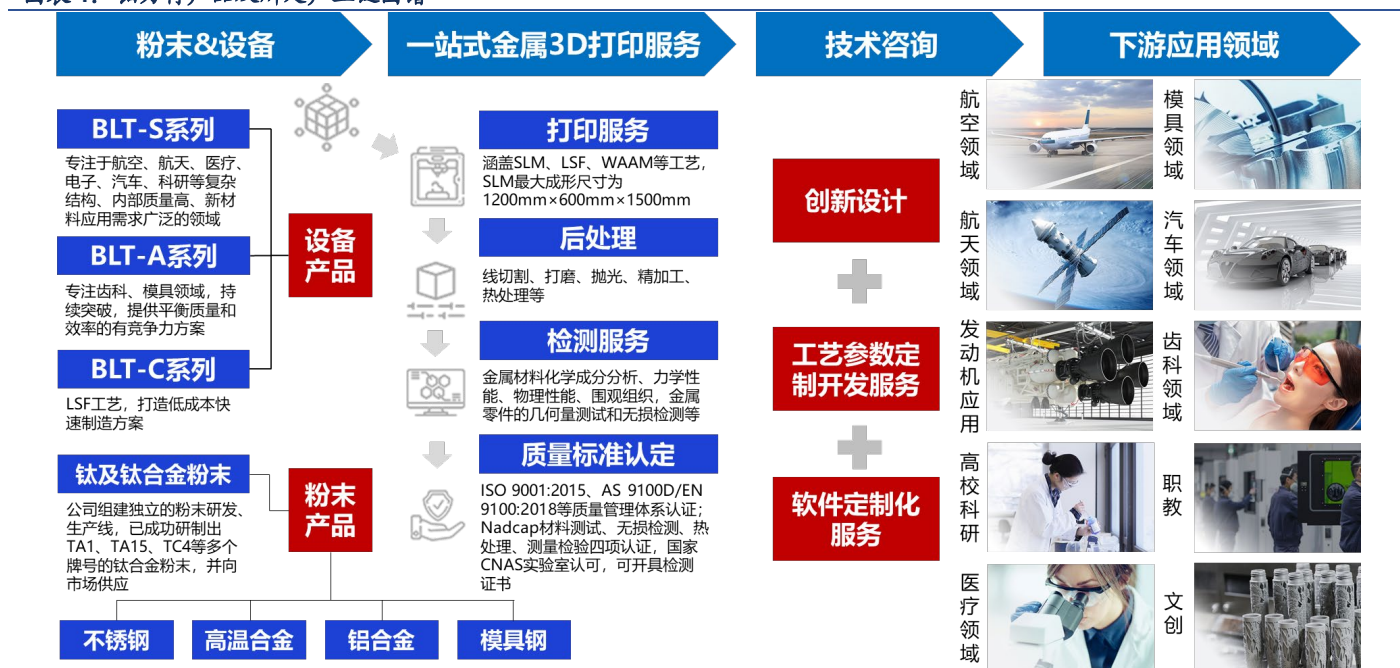 粉末&设备
一站式金属3D打印服务
技术咨询
下游应用领域
BLT-S系列
专注于航空、航天、医疗、
电子、汽车、科研等复杂
结构、内部质量高、新材
料应用需求广泛的领域
BLT-A系列
专注齿科、模具领域，持
续突破，提供平衡质量和
效率的有竞争力方案
BLT-C系列
LSF工艺，打造低成本快
速制造方案
设备
产品
钛及钛合金粉末
公司组建独立的粉末研发、
生产线，已成功研制出
TA1、TA15、TC4等多个
牌号的钛合金粉末，并向
市场供应
粉末
产品
不锈钢
高温合金
铝合金
模具钢
打印服务
涵盖SLM、LSF、WAAM等工艺，
SLM最大成形尺寸为
1200mm×600mm×1500mm
后处理
线切割、打磨、抛光、精加工、
热处理等
检测服务
金属材料化学成分分析、力学性
能、物理性能、围观组织，金属
零件的几何量测试和无损检测等
质量标准认定
ISO 9001:2015、AS 9100D/EN
9100:2018等质量管理体系认证；
Nadcap材料测试、无损检测、热
处理、测量检验四项认证，国家
CNAS实验室认可，可开具检测
证书
创新设计
工艺参数定
制开发服务
软件定制化
服务
航空领域
模具领域
航天领域
汽车领域
发动机应用
齿科领域
高校科研
职教
医疗领域
文创